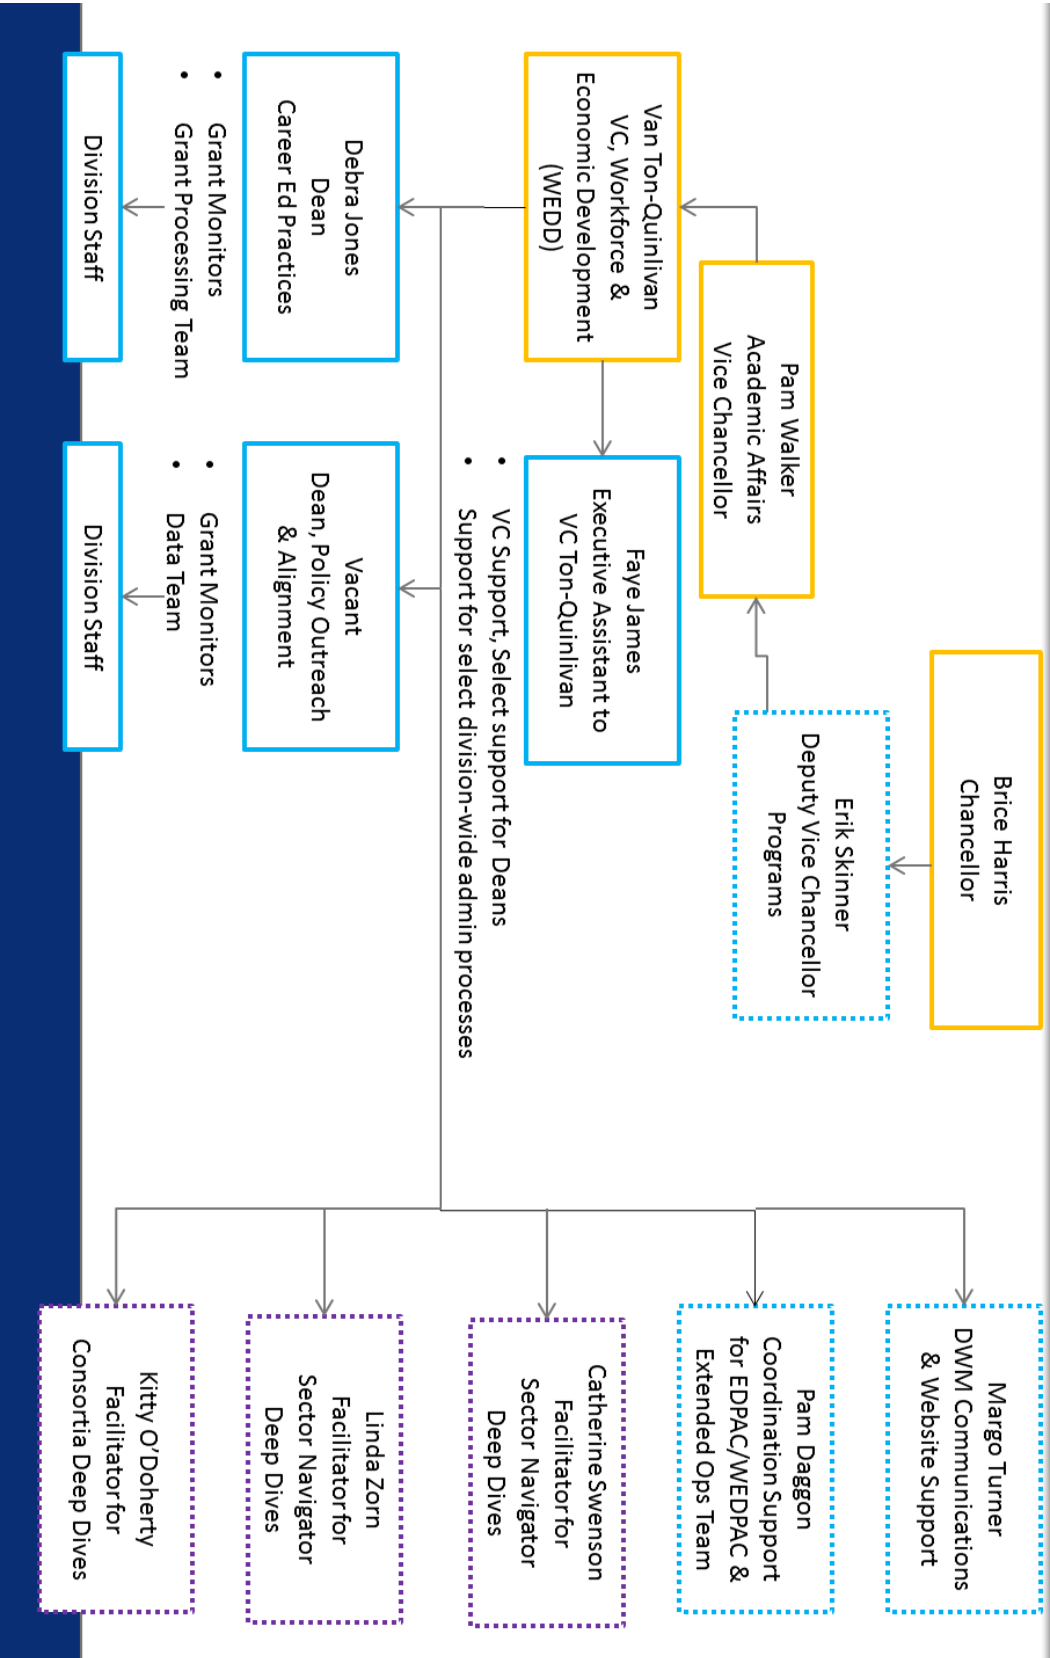 Brice Harris
Chancellor
Erik Skinner
Deputy Vice Chancellor
Programs
Pam Walker
Academic Affairs
Vice Chancellor
Van Ton-Quinlivan
VC, Workforce &
Economic Development
(WEDD)
Faye James
Executive Assistant to
VC Ton-Quinlivan
• VC Support, Select support for Deans
• Support for select division-wide admin processes
Debra Jones
Dean
Career Ed Practices
• Grant Monitors
• Grant Processing Team
Division Staff
Vacant
Dean, Policy Outreach
& Alignment
• Grant Monitors
• Data Team
Division Staff
Margo Turner
DWM Communications
& Website Support
Pam Daggon
Coordination Support
for EDPAC/WEDPAC &
Extended Ops Team
Catherine Swenson
Facilitator for
Sector Navigator
Deep Dives
Linda Zorn
Facilitator for
Sector Navigator
Deep Dives
Kitty O’Doherty
Facilitator for
Consortia Deep Dives